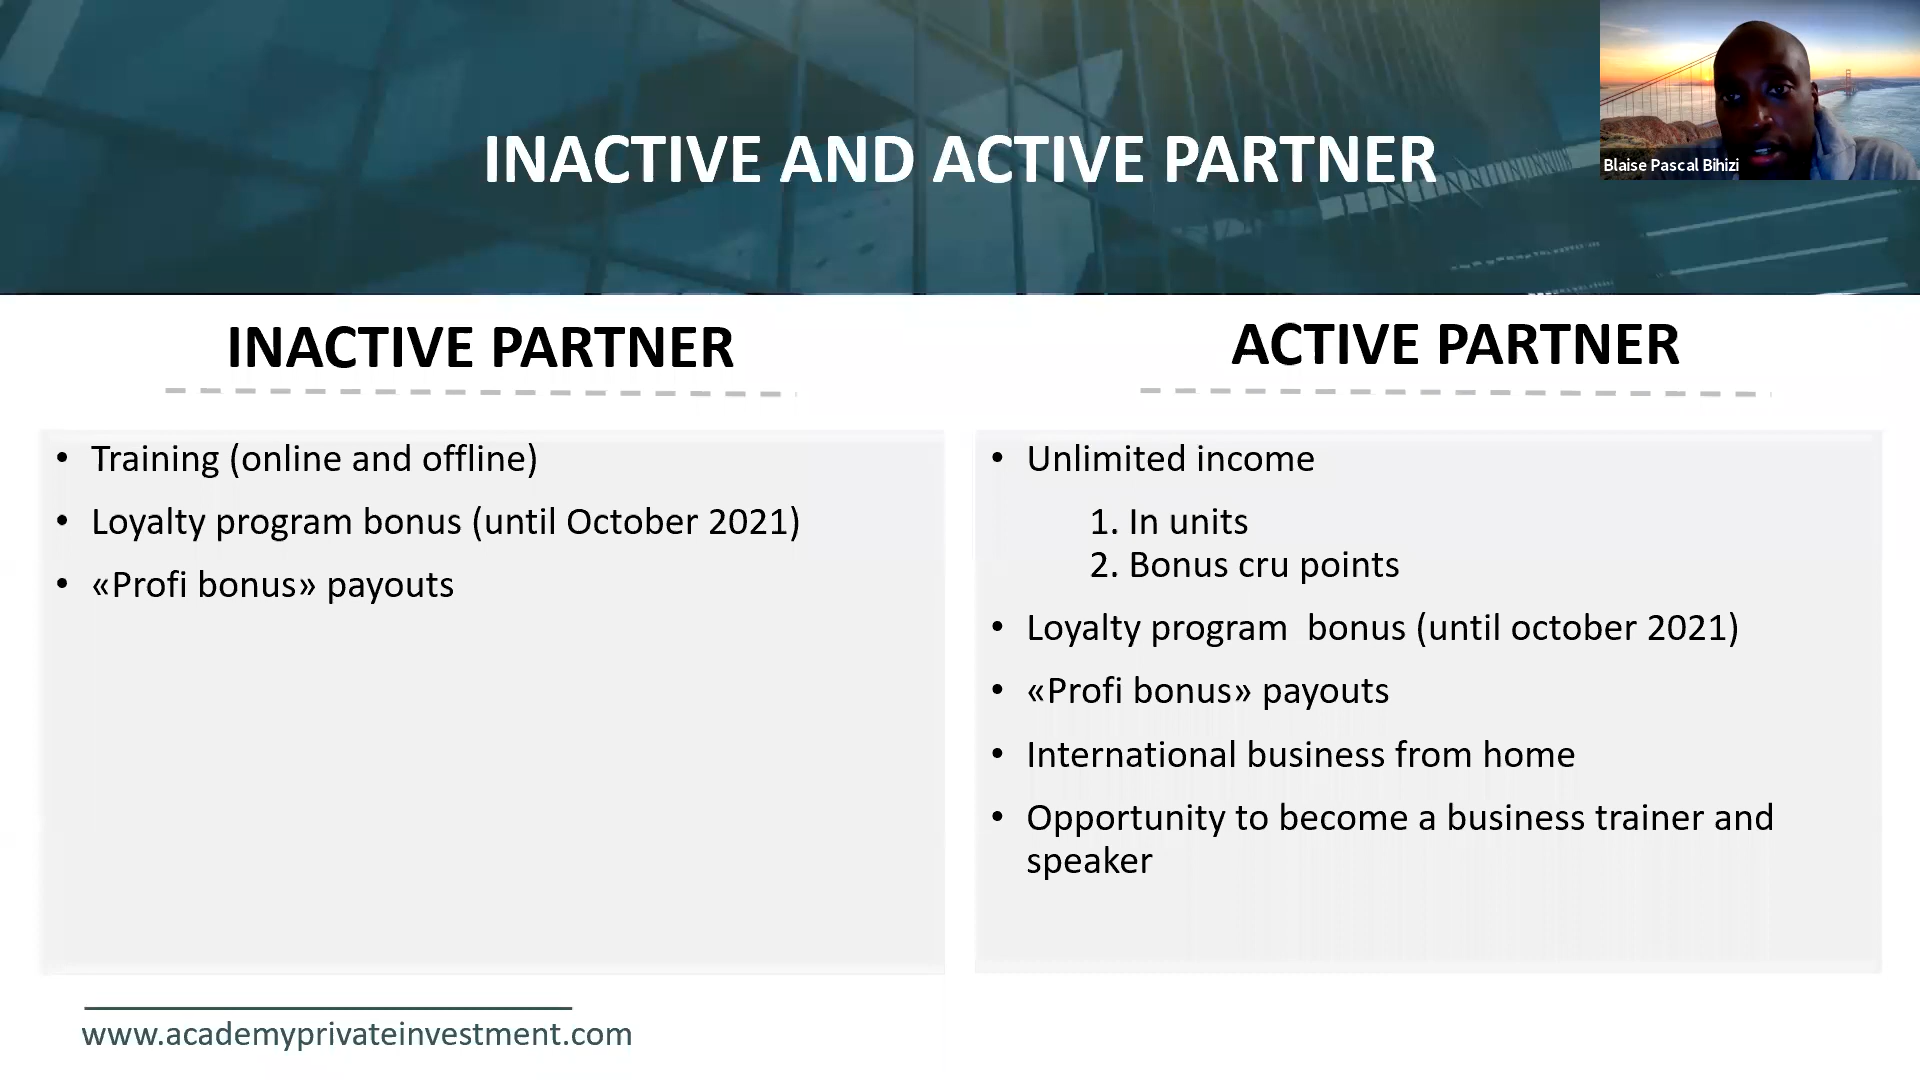 INACTIVE AND ACTIVE PARTNER
Blaise Pascal Bihizi
INACTIVE PARTNER
• Training (online and offline)
• Loyalty program bonus (until October 2021)
• «Profi bonus» payouts
ACTIVE PARTNER
• Unlimited income
1. In units
2. Bonus cru points
• Loyalty program  bonus (until october 2021)
• «Profi bonus» payouts
• International business from home
• Opportunity to become a business trainer and
speaker
www.academyprivateinvestment.com